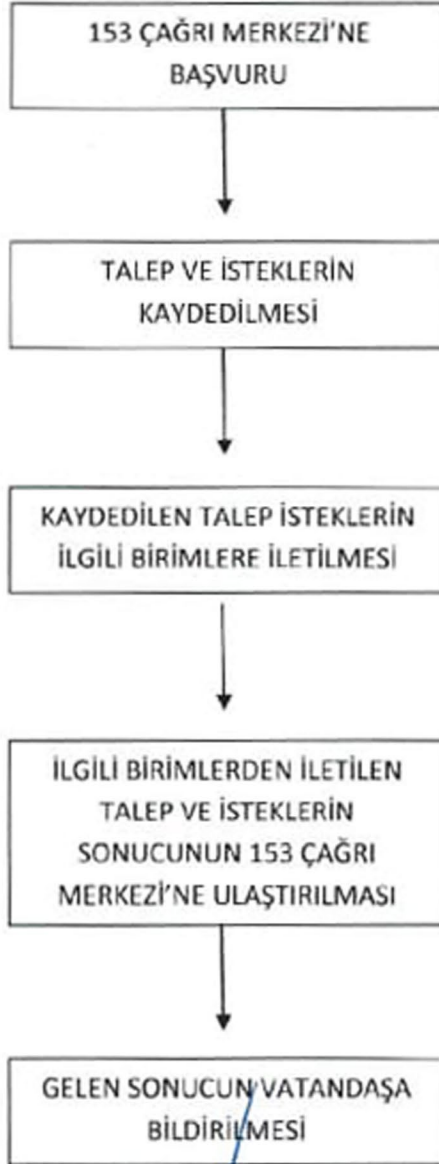 153 ÇAĞRI MERKEZİ'NE
BAŞVURU
TALEP VE İSTEKLERİN
KAYDEDİLMESİ
KAYDEDİLEN TALEP İSTEKLERİN
İLGİLİ BİRİMLERE İLETİLMESİ
İLGİLİ BİRİMLERDEN İLETİLEN
TALEP VE İSTEKLERİN
SONUCUNUN 153 ÇAĞRI
MERKEZİ'NE ULAŞTIRILMASI
GELEN SONUCUN VATANDAŞA
BİLDİRİLMESİ